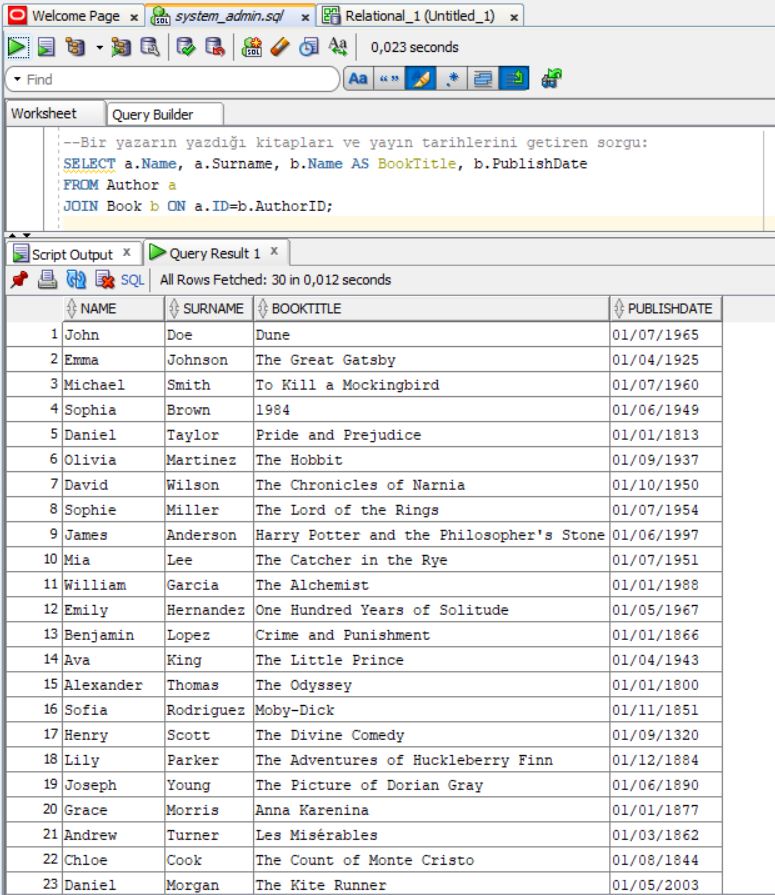 Welcome Page x system_admin.sql x Relational_1 (Untitled_1) x
SQL 0,023 seconds
Find Aa “ ” .*
Worksheet Query Builder
--Bir yazarın yazdığı kitapları ve yayın tarihlerini getiren sorgu:
SELECT a.Name, a.Surname, b.Name AS BookTitle, b.PublishDate
FROM Author a
JOIN Book b ON a.ID=b.AuthorID;
Script Output x Query Result 1 x
SQL All Rows Fetched: 30 in 0,012 seconds
NAME SURNAME BOOKTITLE PUBLISHDATE
1 John Doe Dune 01/07/1965
2 Emma Johnson The Great Gatsby 01/04/1925
3 Michael Smith To Kill a Mockingbird 01/07/1960
4 Sophia Brown 1984 01/06/1949
5 Daniel Taylor Pride and Prejudice 01/01/1813
6 Olivia Martinez The Hobbit 01/09/1937
7 David Wilson The Chronicles of Narnia 01/10/1950
8 Sophie Miller The Lord of the Rings 01/07/1954
9 James Anderson Harry Potter and the Philosopher's Stone 01/06/1997
10 Mia Lee The Catcher in the Rye 01/07/1951
11 William Garcia The Alchemist 01/01/1988
12 Emily Hernandez One Hundred Years of Solitude 01/05/1967
13 Benjamin Lopez Crime and Punishment 01/01/1866
14 Ava King The Little Prince 01/04/1943
15 Alexander Thomas The Odyssey 01/01/1800
16 Sofia Rodriguez Moby-Dick 01/11/1851
17 Henry Scott The Divine Comedy 01/09/1320
18 Lily Parker The Adventures of Huckleberry Finn 01/12/1884
19 Joseph Young The Picture of Dorian Gray 01/06/1890
20 Grace Morris Anna Karenina 01/01/1877
21 Andrew Turner Les Misérables 01/03/1862
22 Chloe Cook The Count of Monte Cristo 01/08/1844
23 Daniel Morgan The Kite Runner 01/05/2003